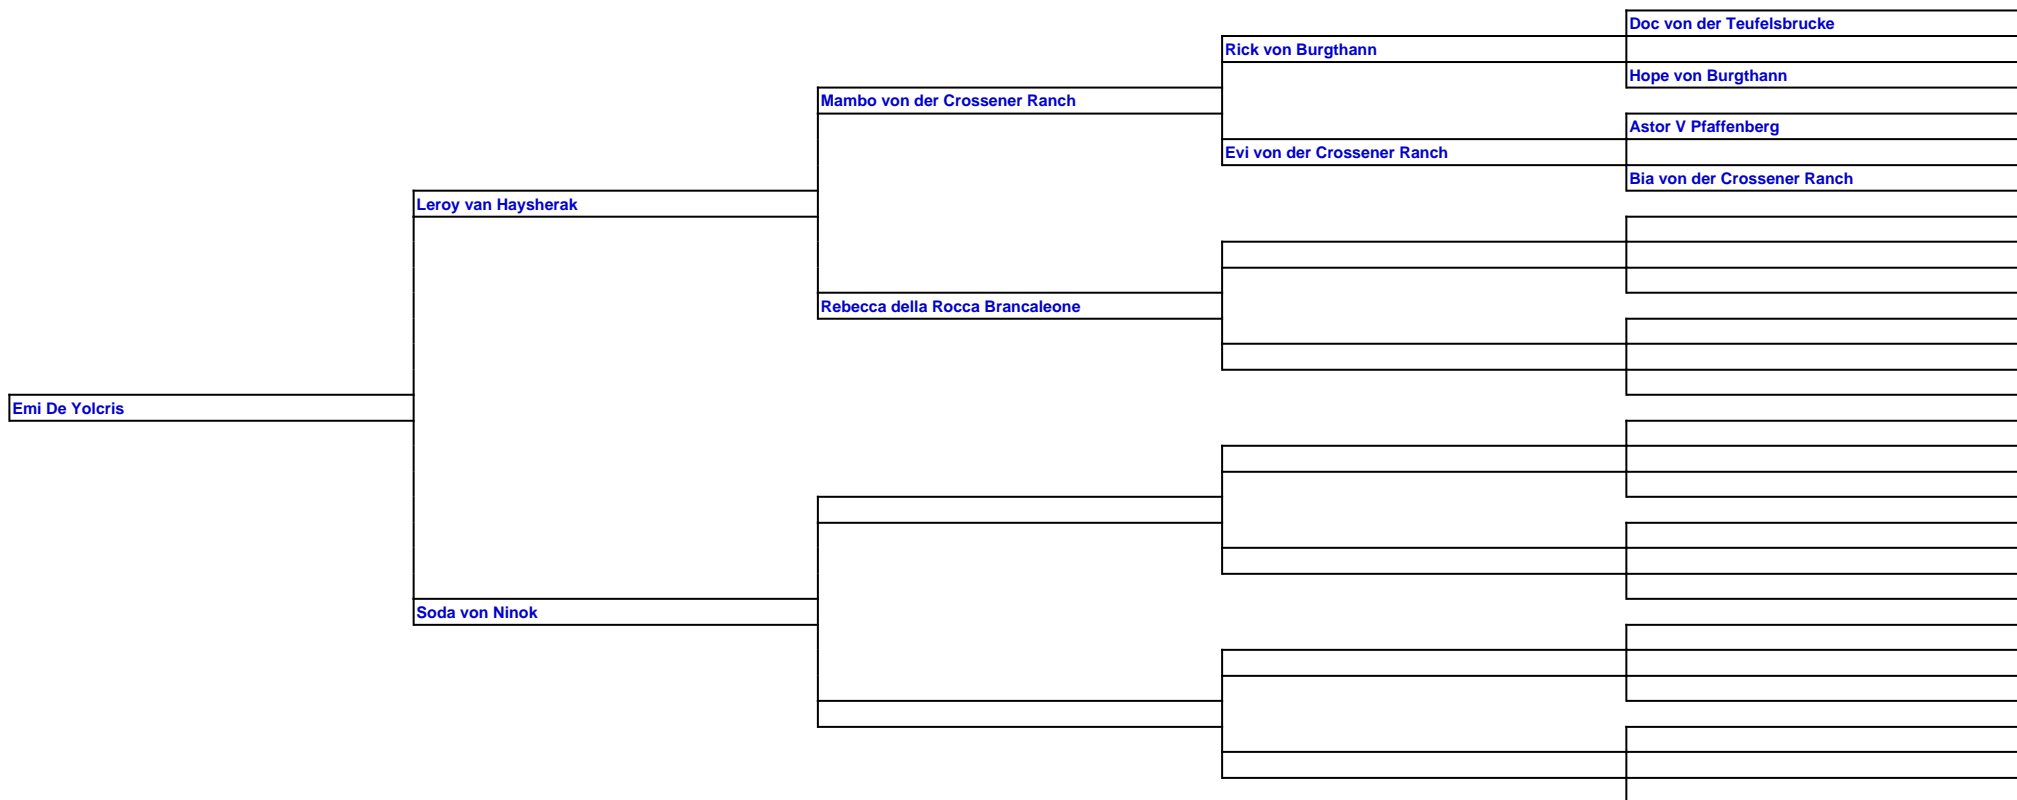 Doc von der Teufelsbrucke
Rick von Burgthann
Hope von Burgthann
Mambo von der Crossener Ranch
Astor V Pfaffenberg
Evi von der Crossener Ranch
Bia von der Crossener Ranch
Leroy van Haysherak
Rebecca della Rocca Brancaleone
Emi De Yolcris
Soda von Ninok